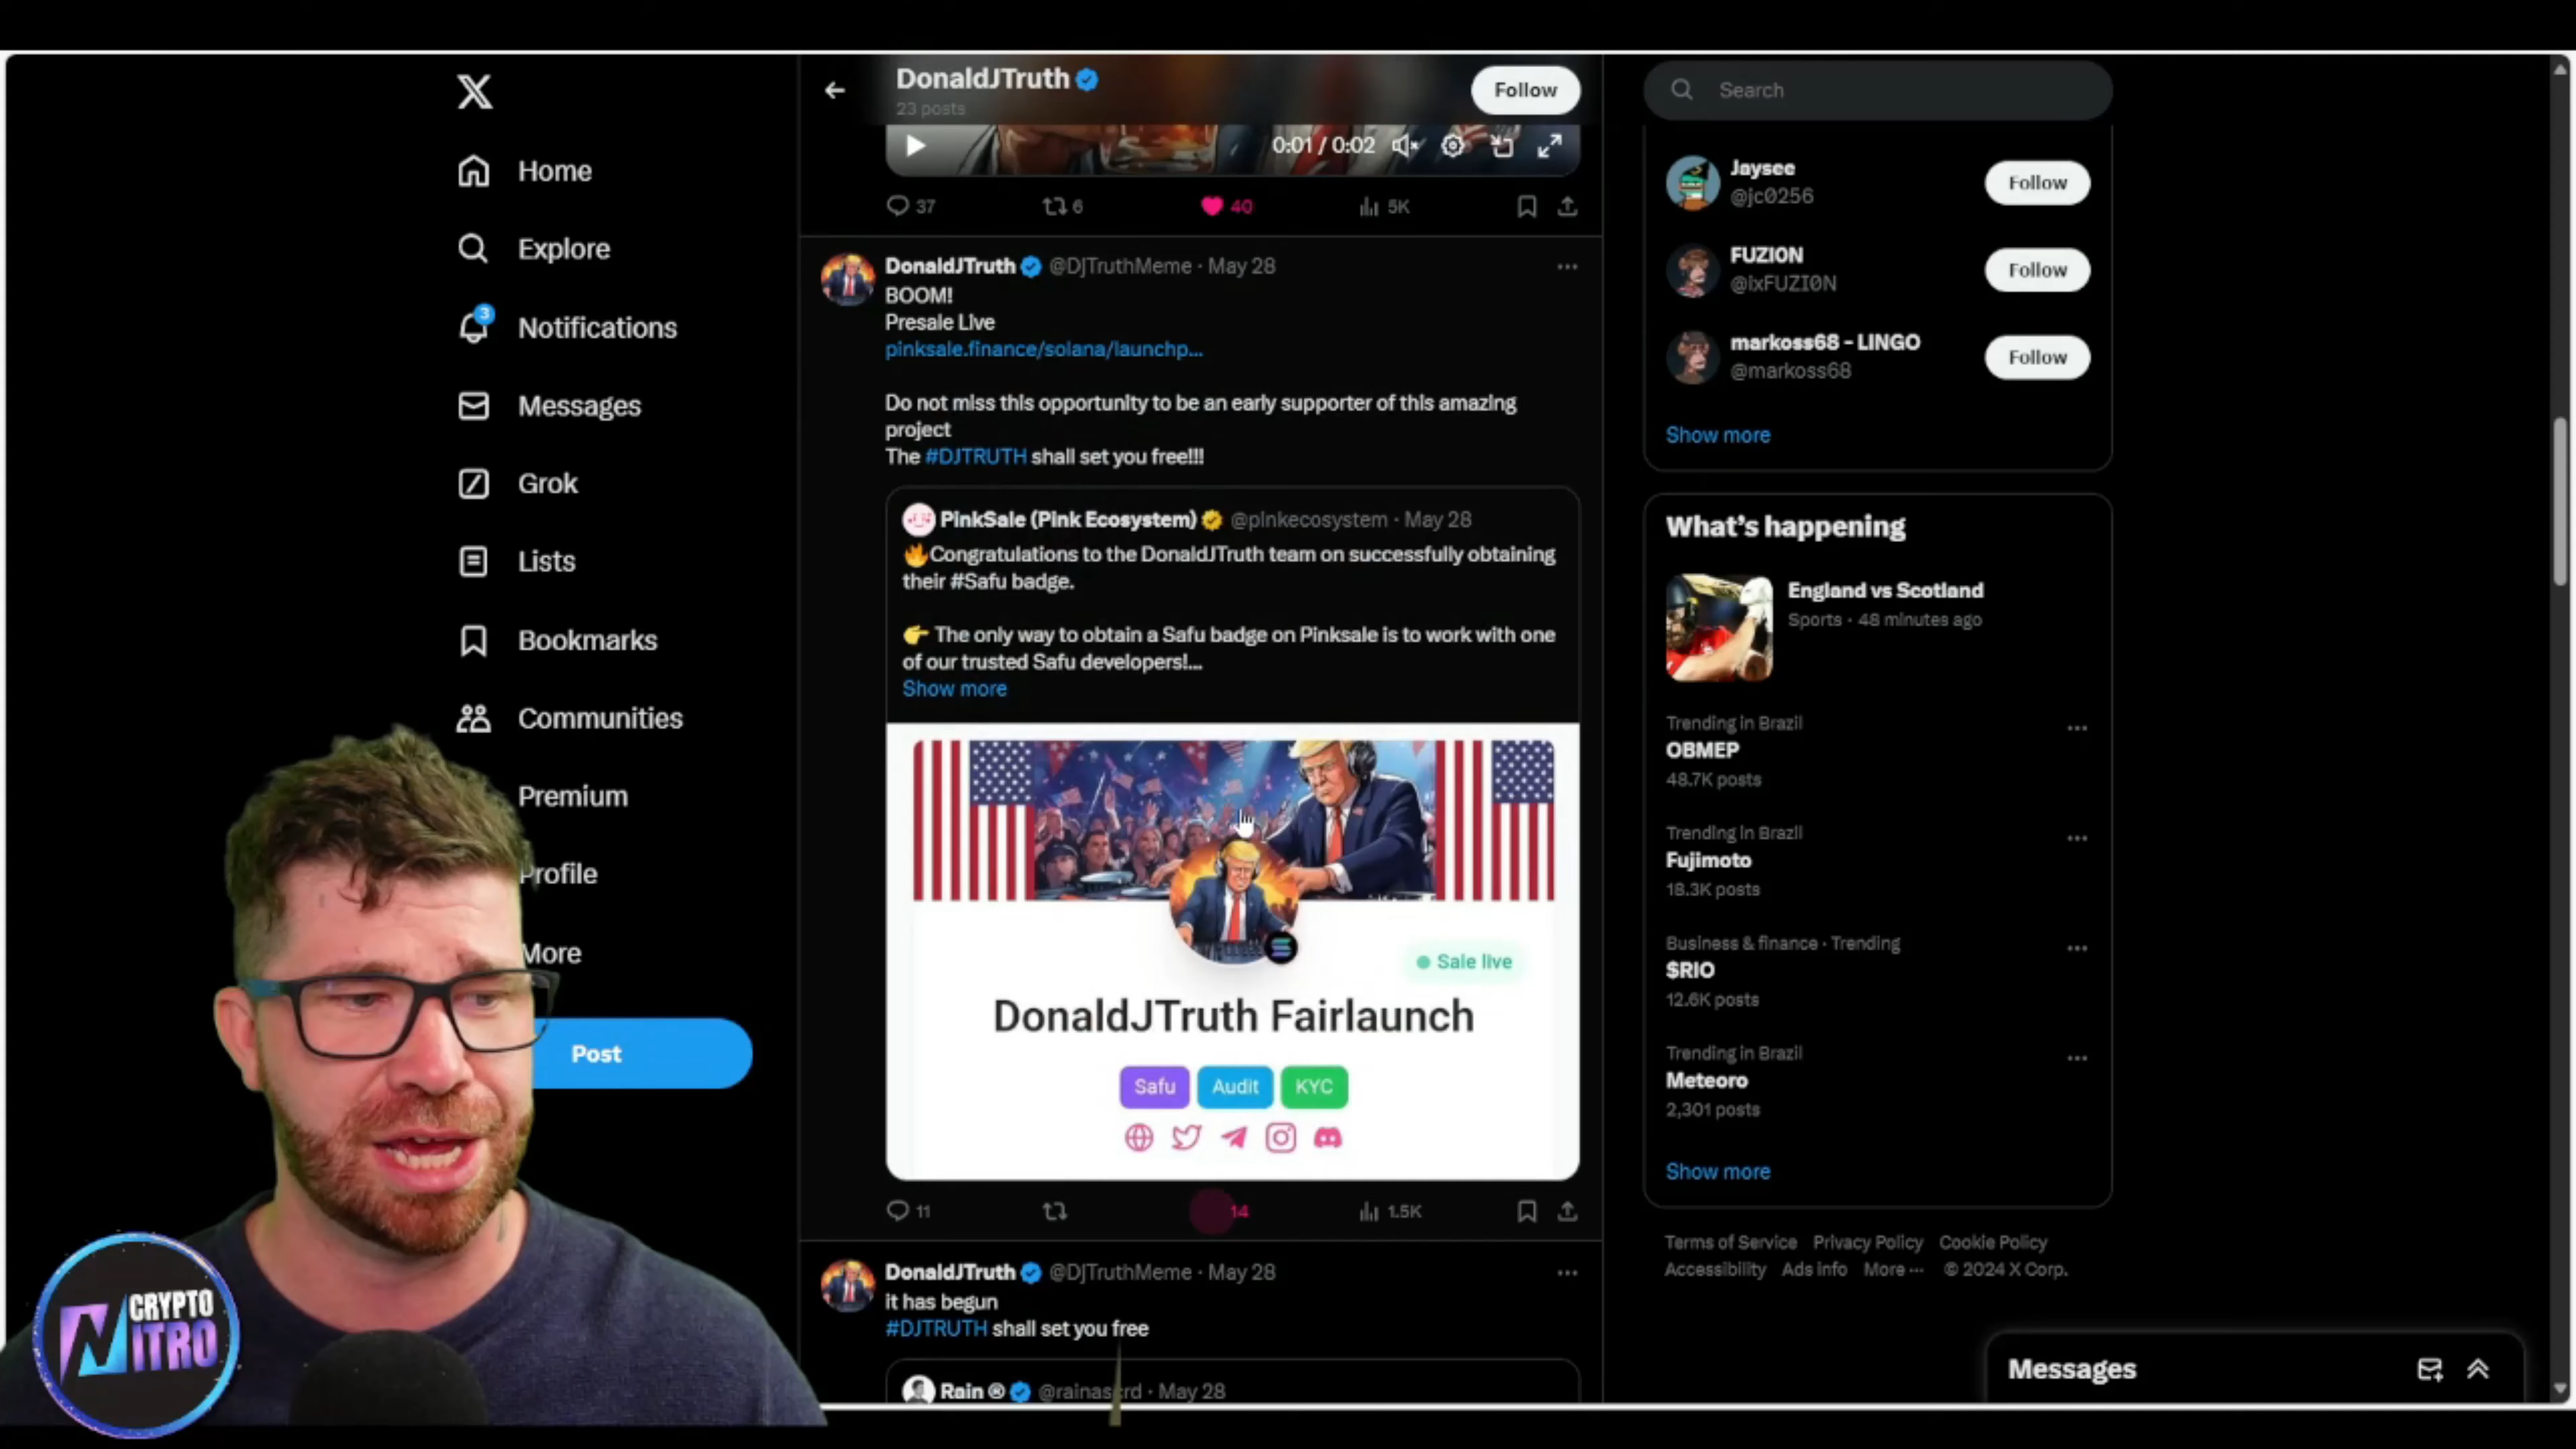 Home
Explore
3
Notifications
Messages
Grok
Lists
Bookmarks
Communities
Premium
Profile
More
Post
CRYPTO
NITRO
DonaldJTruth
23 posts
Follow
0:01 / 0:02
37
6
40
5K
DonaldJTruth @DJTruthMeme · May 28
BOOM!
Presale Live
pinksale.finance/solana/launchp...
Do not miss this opportunity to be an early supporter of this amazing
project
The #DJTRUTH shall set you free!!!
PinkSale (Pink Ecosystem) @pinkecosystem · May 28
🔥Congratulations to the DonaldJTruth team on successfully obtaining
their #Safu badge.
👉 The only way to obtain a Safu badge on Pinksale is to work with one
of our trusted Safu developers!...
Show more
Sale live
DonaldJTruth Fairlaunch
Safu Audit KYC
11
14
1.5K
DonaldJTruth @DJTruthMeme · May 28
it has begun
#DJTRUTH shall set you free
Rain ® · May 28
Search
Jaysee
@jc0256
Follow
FUZI0N
@lxFUZI0N
Follow
markoss68 - LINGO
@markoss68
Follow
Show more
What's happening
England vs Scotland
Sports · 48 minutes ago
Trending in Brazil
OBMEP
48.7K posts
Trending in Brazil
Fujimoto
18.3K posts
Business & finance · Trending
$RIO
12.6K posts
Trending in Brazil
Meteoro
2,301 posts
Show more
Terms of Service Privacy Policy Cookie Policy
Accessibility Ads info More ··· © 2024 X Corp.
Messages